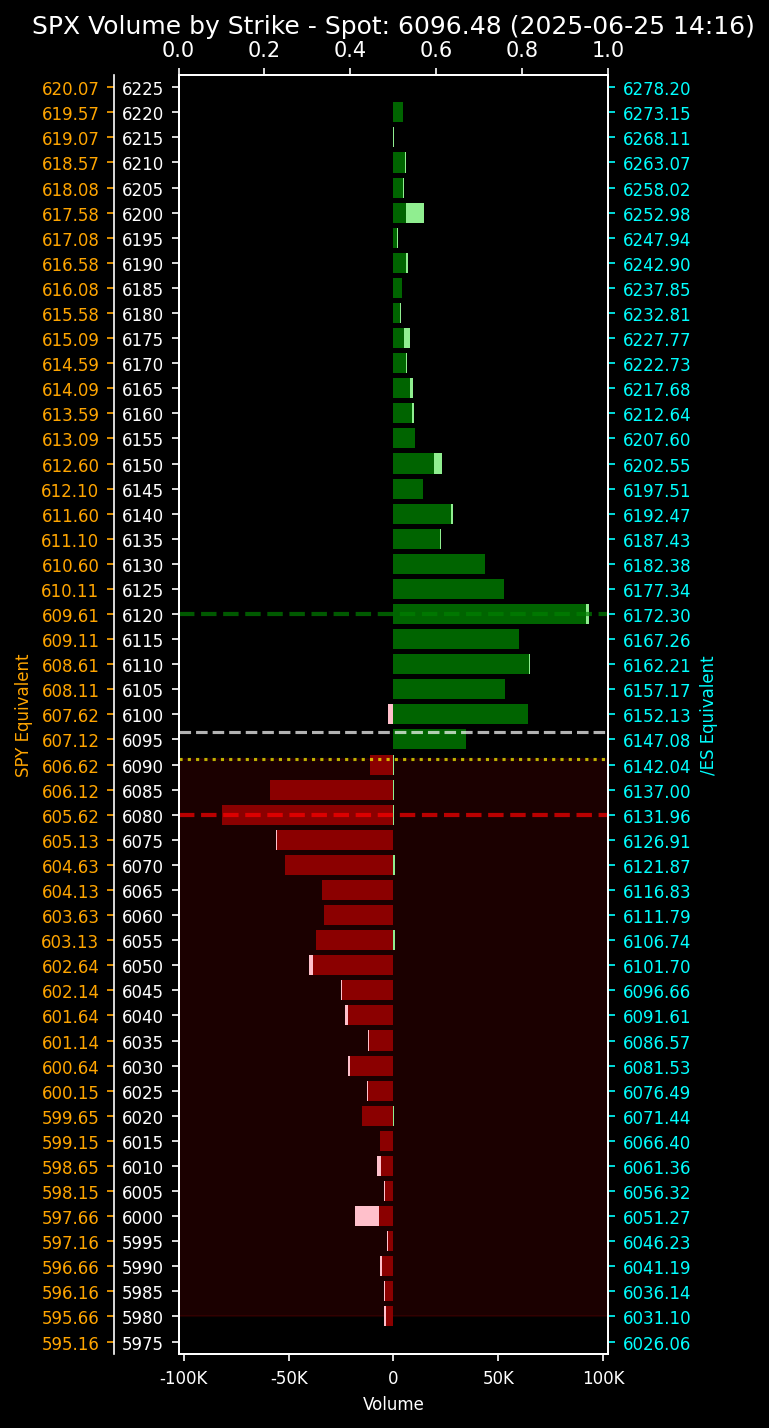 SPX Volume by Strike - Spot: 6096.48 (2025-06-25 14:16)
0.0 0.2 0.4 0.6 0.8 1.0
620.07 6225 6278.20
619.57 6220 6273.15
619.07 6215 6268.11
618.57 6210 6263.07
618.08 6205 6258.02
617.58 6200 6252.98
617.08 6195 6247.94
616.58 6190 6242.90
616.08 6185 6237.85
615.58 6180 6232.81
615.09 6175 6227.77
614.59 6170 6222.73
614.09 6165 6217.68
613.59 6160 6212.64
613.09 6155 6207.60
612.60 6150 6202.55
612.10 6145 6197.51
611.60 6140 6192.47
611.10 6135 6187.43
610.60 6130 6182.38
610.11 6125 6177.34
609.61 6120 6172.30
609.11 6115 6167.26
608.61 6110 6162.21
608.11 6105 6157.17
607.62 6100 6152.13
607.12 6095 6147.08
606.62 6090 6142.04
606.12 6085 6137.00
605.62 6080 6131.96
605.13 6075 6126.91
604.63 6070 6121.87
604.13 6065 6116.83
603.63 6060 6111.79
603.13 6055 6106.74
602.64 6050 6101.70
602.14 6045 6096.66
601.64 6040 6091.61
601.14 6035 6086.57
600.64 6030 6081.53
600.15 6025 6076.49
599.65 6020 6071.44
599.15 6015 6066.40
598.65 6010 6061.36
598.15 6005 6056.32
597.66 6000 6051.27
597.16 5995 6046.23
596.66 5990 6041.19
596.16 5985 6036.14
595.66 5980 6031.10
595.16 5975 6026.06
SPY Equivalent
/ES Equivalent
-100K -50K 0 50K 100K
Volume